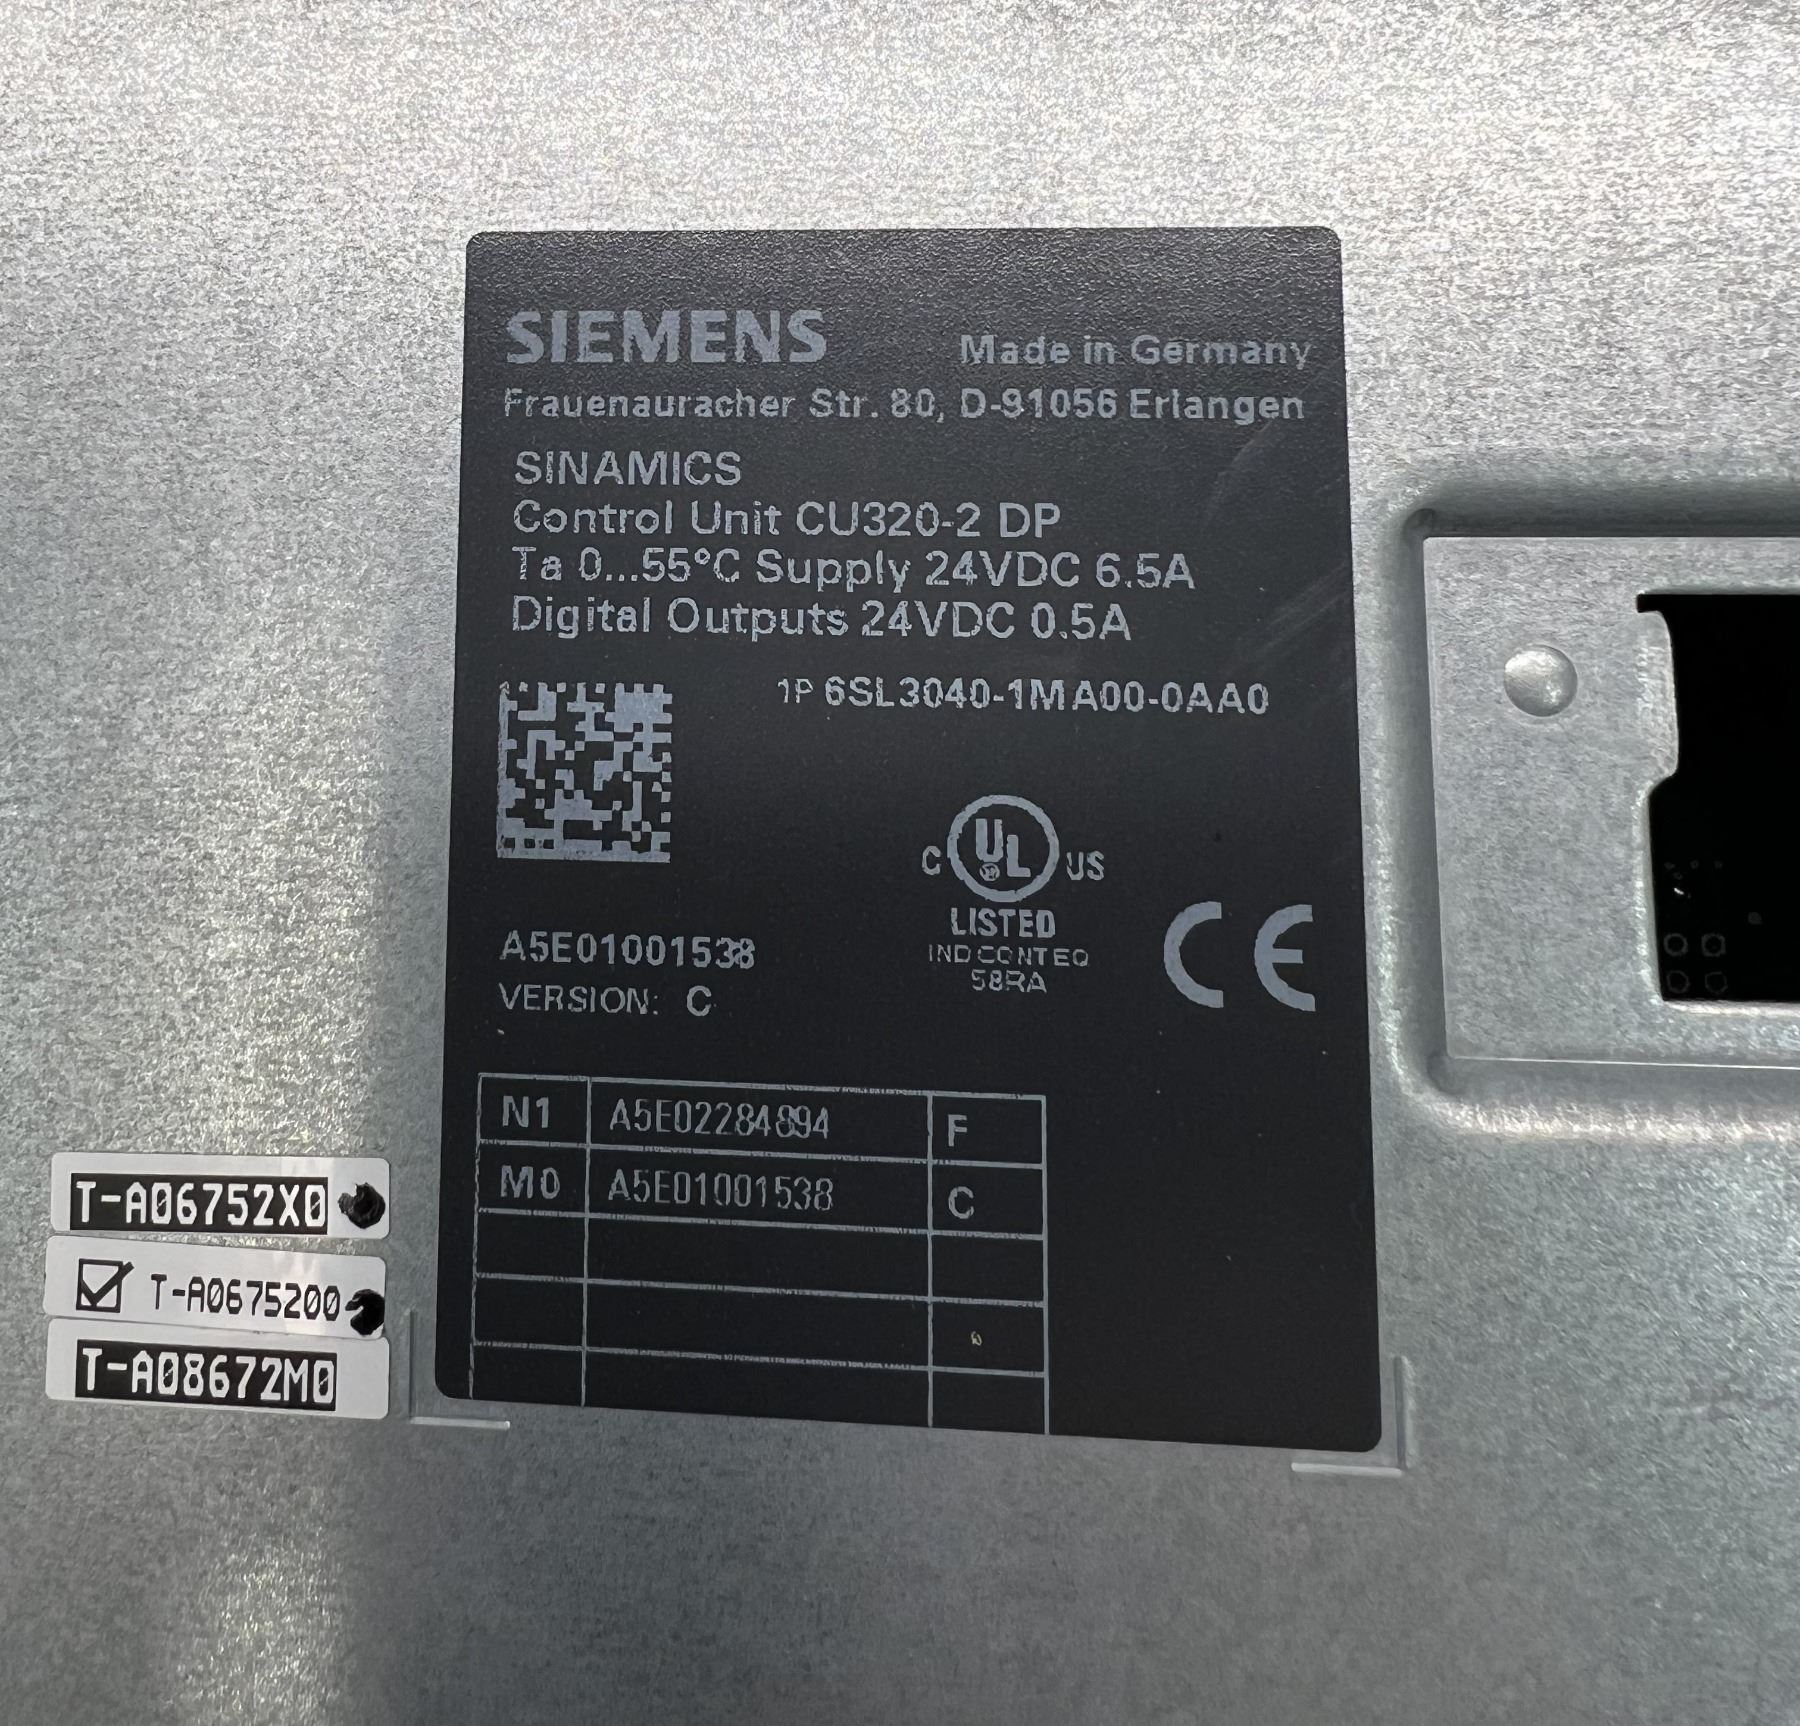 SIEMENS Made in Germany
Frauenauracher Str. 80, D-91056 Erlangen
SINAMICS
Control Unit CU320-2 DP
Ta 0...55°C Supply 24VDC 6.5A
Digital Outputs 24VDC 0.5A
1P 6SL3040-1MA00-0AA0
C UL US
LISTED
IND CONT EQ
58RA
CE
A5E01001538
VERSION: C
N1 A5E02284894 F
M0 A5E01001538 C
T-A06752X0
T-A0675200
T-A08672M0